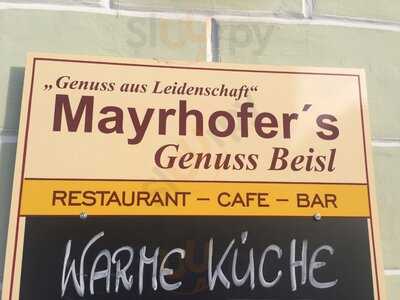 „Genuss aus Leidenschaft“
Mayrhofer´s
Genuss Beisl
RESTAURANT – CAFE – BAR
WARME KÜCHE